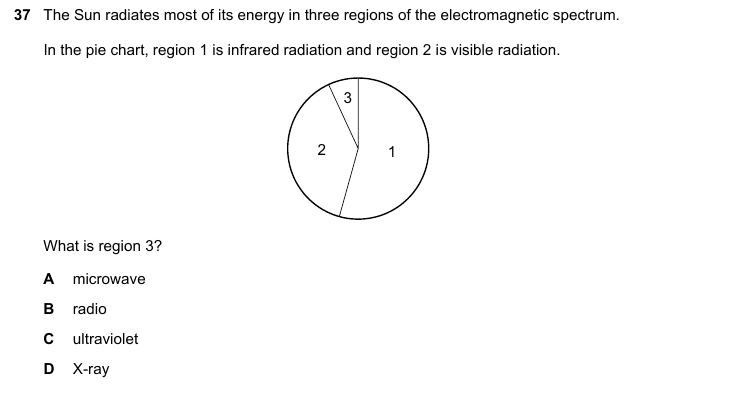 37 The Sun radiates most of its energy in three regions of the electromagnetic spectrum.
In the pie chart, region 1 is infrared radiation and region 2 is visible radiation.
3
2
1
What is region 3?
A microwave
B radio
C ultraviolet
D X-ray